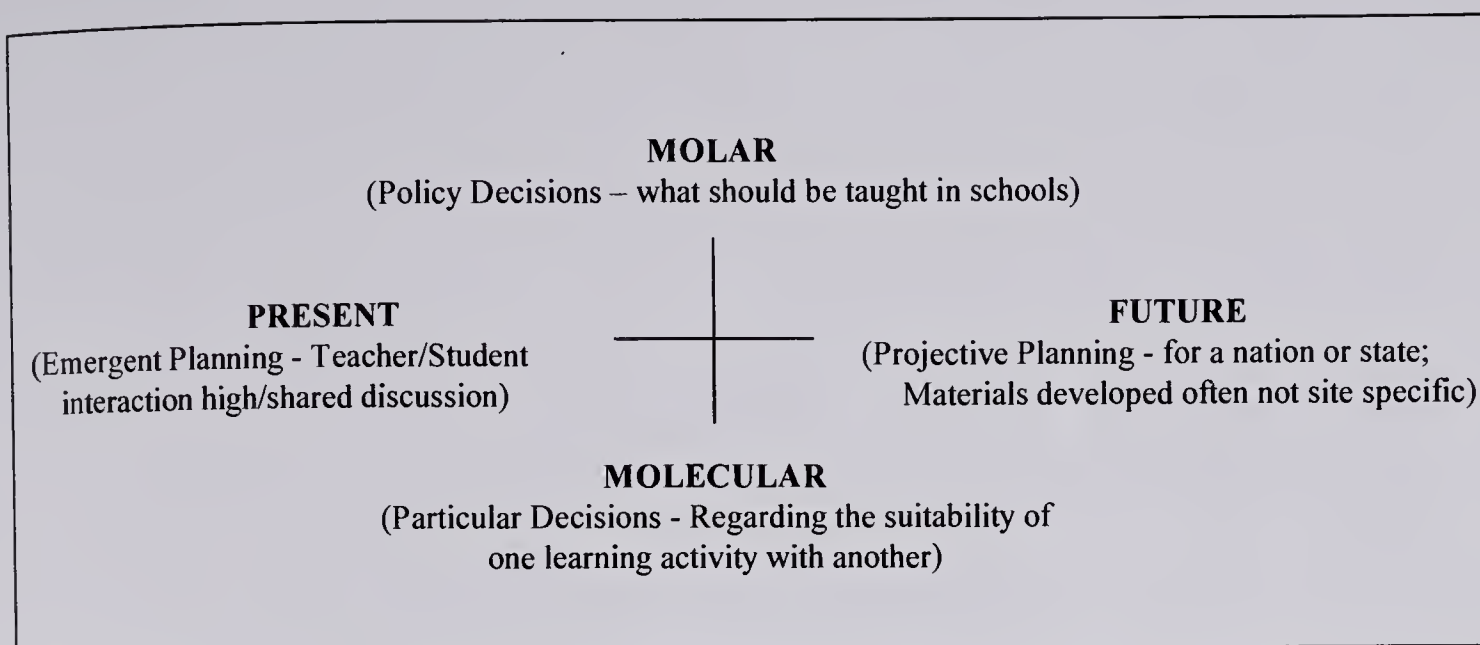 MOLAR
(Policy Decisions – what should be taught in schools)
PRESENT
(Emergent Planning - Teacher/Student
interaction high/shared discussion)
FUTURE
(Projective Planning - for a nation or state;
Materials developed often not site specific)
MOLECULAR
(Particular Decisions - Regarding the suitability of
one learning activity with another)